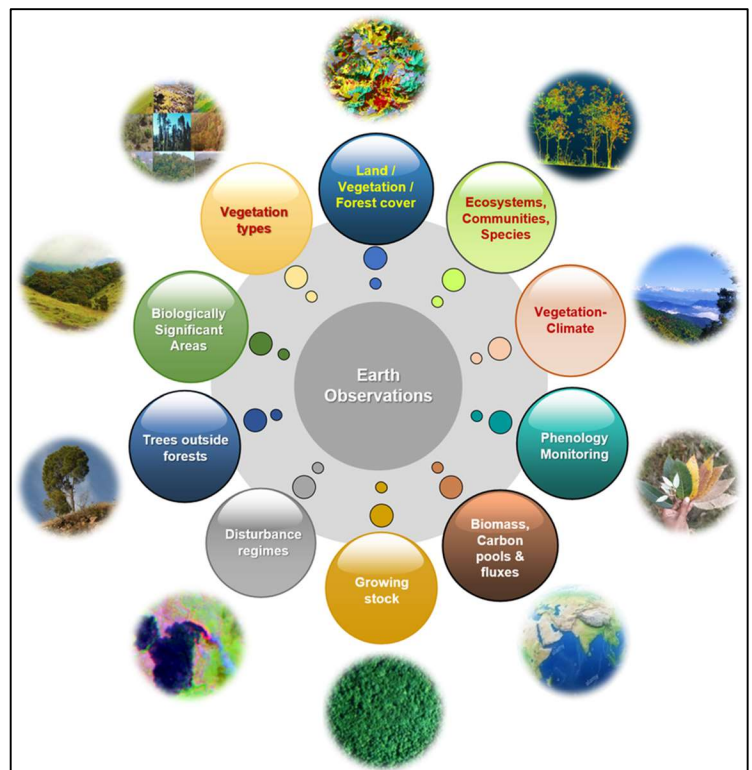 Land /
Vegetation /
Forest cover
Ecosystems,
Communities,
Species
Vegetation-
Climate
Phenology
Monitoring
Biomass,
Carbon
pools &
fluxes
Growing
stock
Disturbance
regimes
Trees outside
forests
Biologically
Significant
Areas
Vegetation
types
Earth
Observations